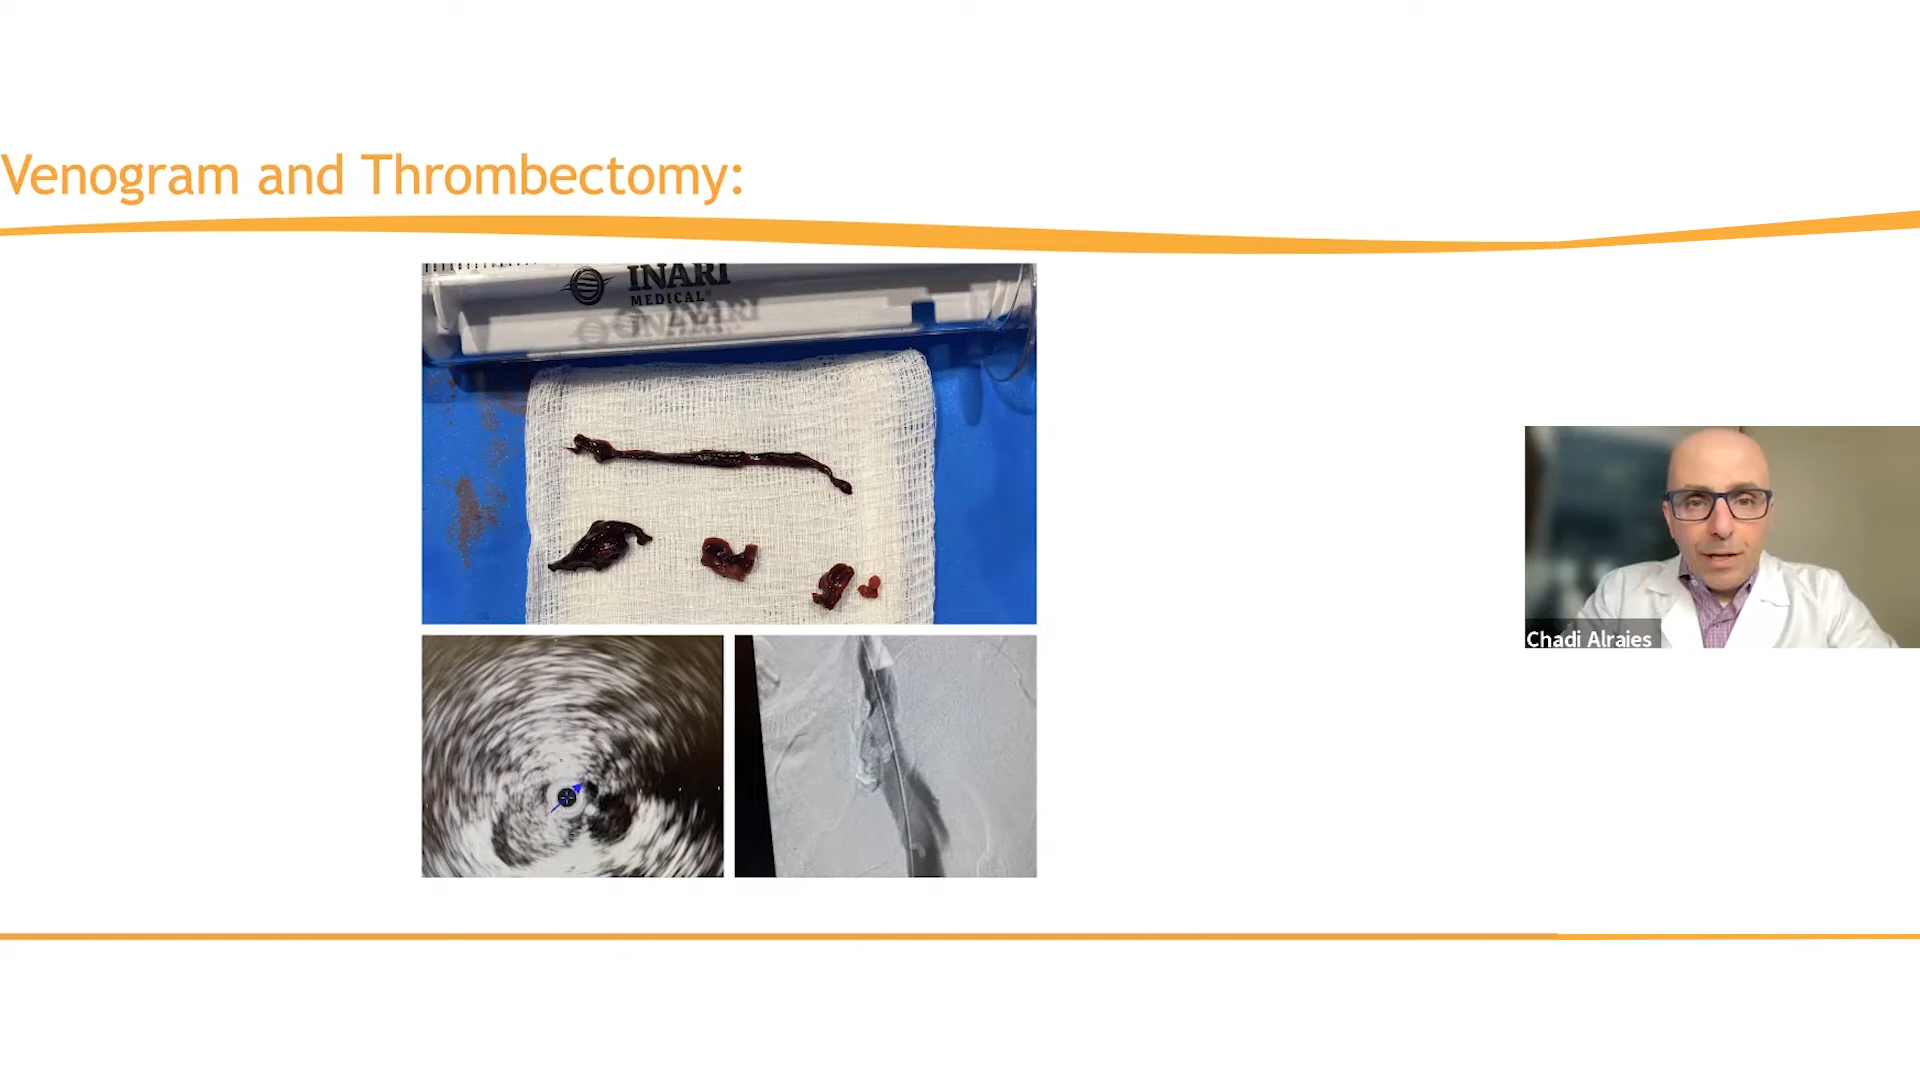 Venogram and Thrombectomy:
INARI
MEDICAL
INARI
Chadi Alraies